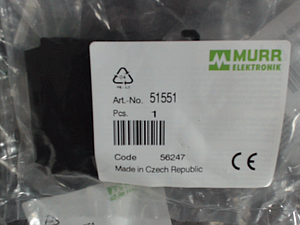 MURR
ELEKTRONIK
Art.-No. 51551
Pcs. 1
Code 56247
Made in Czech Republic
CE